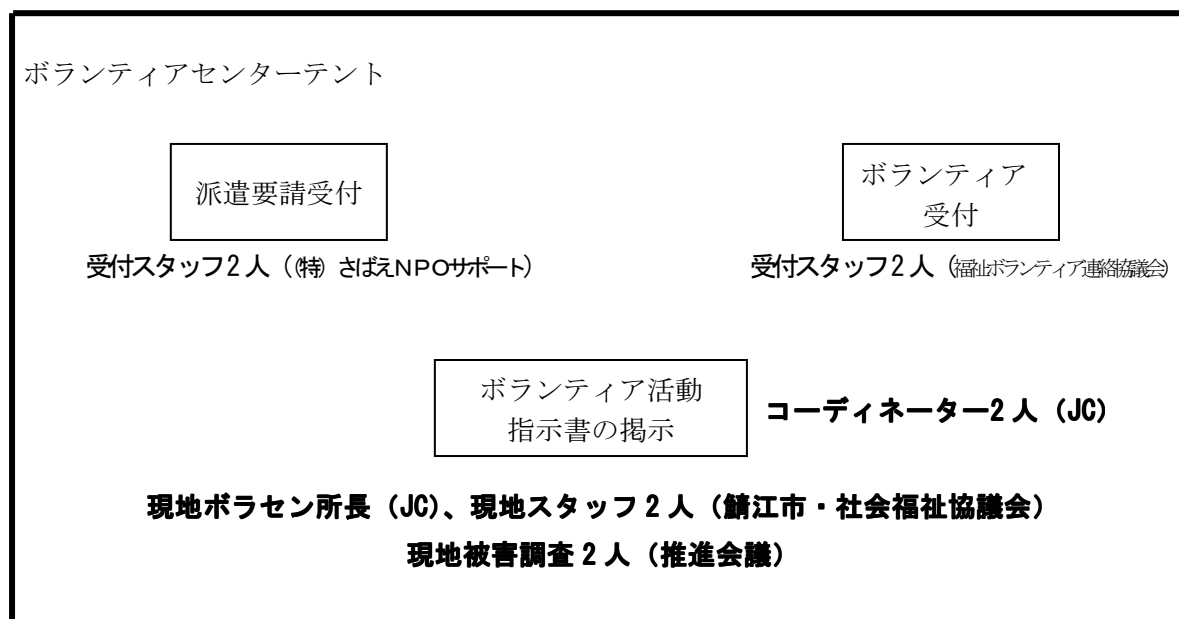 ボランティアセンターテント
派遣要請受付
ボランティア
受付
受付スタッフ2人（(特) さばえNPOサポート）
受付スタッフ2人（福祉ボランティア連絡協議会）
ボランティア活動
指示書の掲示
コーディネーター2人（JC）
現地ボラセン所長（JC）、現地スタッフ2人（鯖江市・社会福祉協議会）
現地被害調査2人（推進会議）